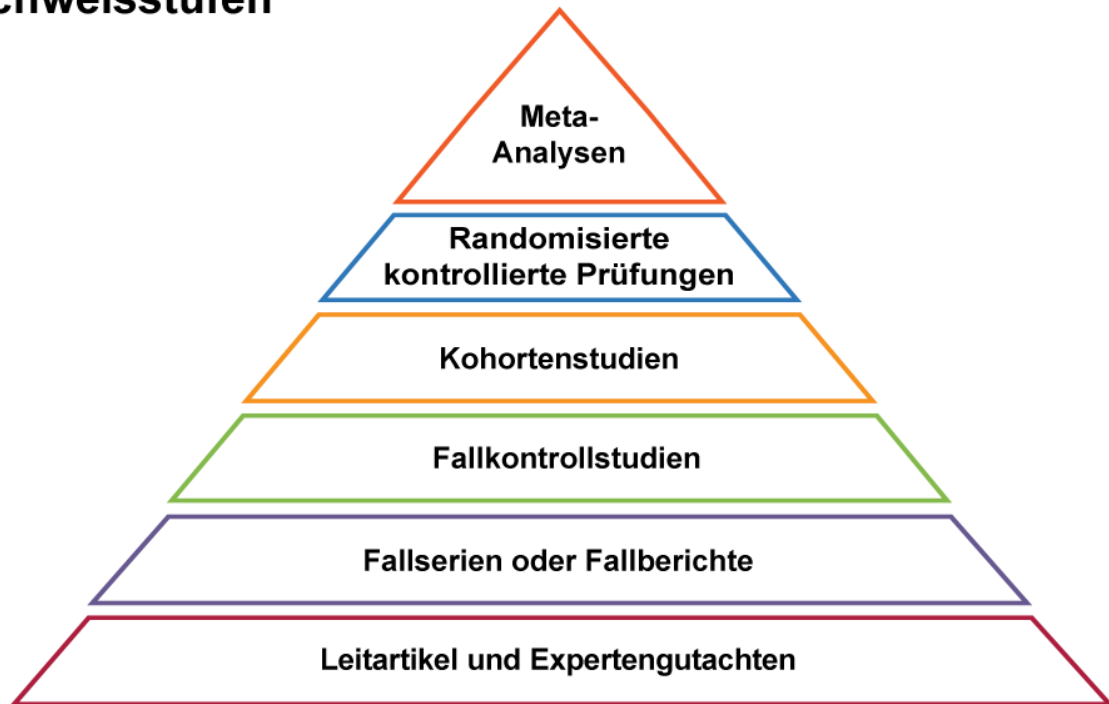 Meta-
Analysen
Randomisierte
kontrollierte Prüfungen
Kohortenstudien
Fallkontrollstudien
Fallserien oder Fallberichte
Leitartikel und Expertengutachten